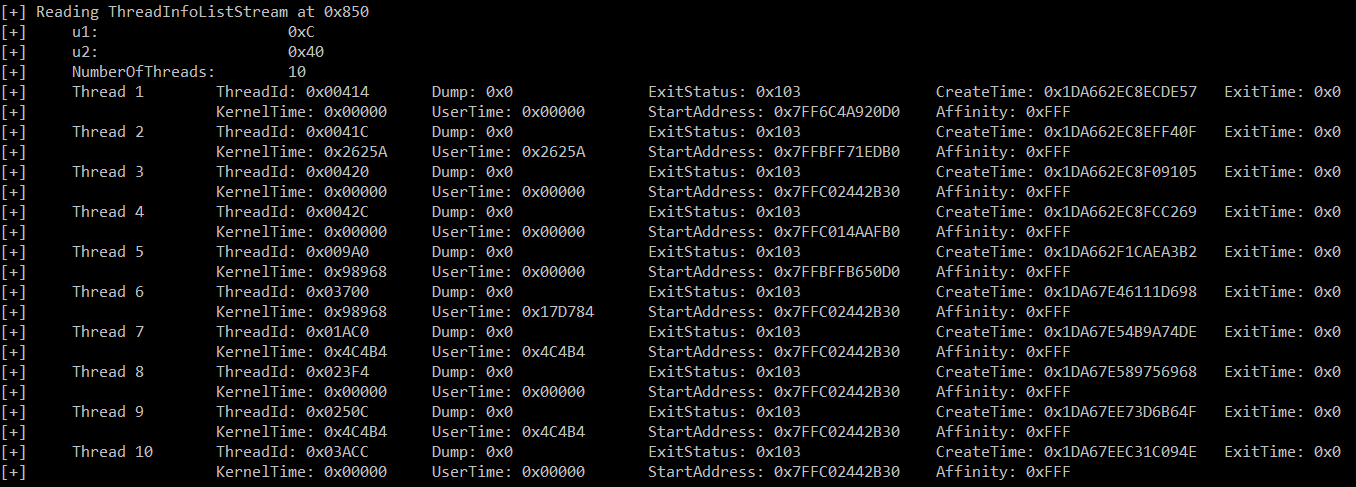 [+] Reading ThreadInfoListStream at 0x850
[+] u1: 0xC
[+] u2: 0x40
[+] NumberOfThreads: 10
[+] Thread 1 ThreadId: 0x00414 Dump: 0x0 ExitStatus: 0x103 CreateTime: 0x1DA662EC8ECDE57 ExitTime: 0x0
[+] KernelTime: 0x00000 UserTime: 0x00000 StartAddress: 0x7FF6C4A920D0 Affinity: 0xFFF
[+] Thread 2 ThreadId: 0x0041C Dump: 0x0 ExitStatus: 0x103 CreateTime: 0x1DA662EC8EFF40F ExitTime: 0x0
[+] KernelTime: 0x2625A UserTime: 0x2625A StartAddress: 0x7FFBFF71EDB0 Affinity: 0xFFF
[+] Thread 3 ThreadId: 0x00420 Dump: 0x0 ExitStatus: 0x103 CreateTime: 0x1DA662EC8F09105 ExitTime: 0x0
[+] KernelTime: 0x00000 UserTime: 0x00000 StartAddress: 0x7FFC02442B30 Affinity: 0xFFF
[+] Thread 4 ThreadId: 0x0042C Dump: 0x0 ExitStatus: 0x103 CreateTime: 0x1DA662EC8FCC269 ExitTime: 0x0
[+] KernelTime: 0x00000 UserTime: 0x00000 StartAddress: 0x7FFC014AAFB0 Affinity: 0xFFF
[+] Thread 5 ThreadId: 0x009A0 Dump: 0x0 ExitStatus: 0x103 CreateTime: 0x1DA662F1CAEA3B2 ExitTime: 0x0
[+] KernelTime: 0x98968 UserTime: 0x00000 StartAddress: 0x7FFBFFB650D0 Affinity: 0xFFF
[+] Thread 6 ThreadId: 0x03700 Dump: 0x0 ExitStatus: 0x103 CreateTime: 0x1DA67E46111D698 ExitTime: 0x0
[+] KernelTime: 0x98968 UserTime: 0x17D784 StartAddress: 0x7FFC02442B30 Affinity: 0xFFF
[+] Thread 7 ThreadId: 0x01AC0 Dump: 0x0 ExitStatus: 0x103 CreateTime: 0x1DA67E54B9A74DE ExitTime: 0x0
[+] KernelTime: 0x4C4B4 UserTime: 0x4C4B4 StartAddress: 0x7FFC02442B30 Affinity: 0xFFF
[+] Thread 8 ThreadId: 0x023F4 Dump: 0x0 ExitStatus: 0x103 CreateTime: 0x1DA67E589756968 ExitTime: 0x0
[+] KernelTime: 0x00000 UserTime: 0x00000 StartAddress: 0x7FFC02442B30 Affinity: 0xFFF
[+] Thread 9 ThreadId: 0x0250C Dump: 0x0 ExitStatus: 0x103 CreateTime: 0x1DA67EE73D6B64F ExitTime: 0x0
[+] KernelTime: 0x4C4B4 UserTime: 0x4C4B4 StartAddress: 0x7FFC02442B30 Affinity: 0xFFF
[+] Thread 10 ThreadId: 0x03ACC Dump: 0x0 ExitStatus: 0x103 CreateTime: 0x1DA67EEC31C094E ExitTime: 0x0
[+] KernelTime: 0x00000 UserTime: 0x00000 StartAddress: 0x7FFC02442B30 Affinity: 0xFFF